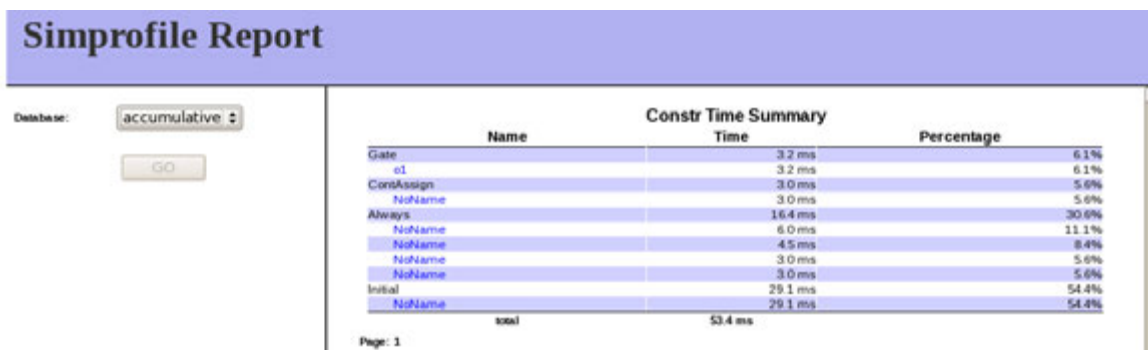 Simprofile Report
Database: accumulative
GO
Constr Time Summary
Name Time Percentage
Gate 3.2 ms 6.1%
o1 3.2 ms 6.1%
ContAssign 3.0 ms 5.6%
NoName 3.0 ms 5.6%
Always 16.4 ms 30.6%
NoName 6.0 ms 11.1%
NoName 4.5 ms 8.4%
NoName 3.0 ms 5.6%
NoName 3.0 ms 5.6%
Initial 29.1 ms 54.4%
NoName 29.1 ms 54.4%
total 53.4 ms
Page: 1